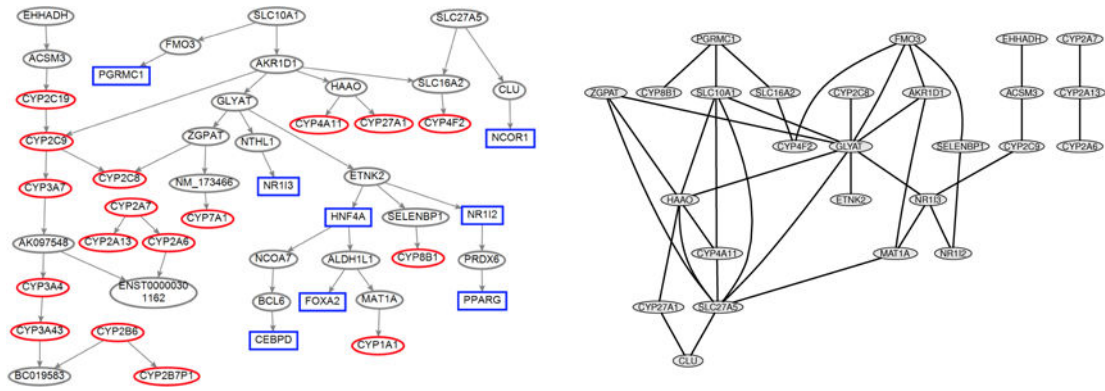 EHHADH
SLC10A1
SLC27A5
FMO3
ACSM3
PGRMC1
AKR1D1
HAAO
SLC16A2
CLU
CYP2C19
GLYAT
CYP4A11
CYP27A1
CYP4F2
CYP2C9
ZGPAT
NTHL1
NCOR1
CYP3A7
CYP2C8
NM_173466
NR1I3
ETNK2
CYP2A7
CYP7A1
HNF4A
SELENBP1
NR1I2
AK097548
CYP2A13
CYP2A6
NCOA7
ALDH1L1
CYP8B1
PRDX6
CYP3A4
ENST0000030
1162
BCL6
FOXA2
MAT1A
PPARG
CYP3A43
CYP2B6
CEBPD
CYP1A1
BC019583
CYP2B7P1
PGRMC1
FMO3
EHHADH
CYP2A7
ZGPAT
CYP8B1
SLC10A1
SLC16A2
CYP2C8
AKR1D1
ACSM3
CYP2A13
CYP4F2
GLYAT
SELENBP1
CYP2C9
CYP2A6
HAAO
ETNK2
NR1I3
CYP4A11
MAT1A
NR1I2
CYP27A1
SLC27A5
CLU